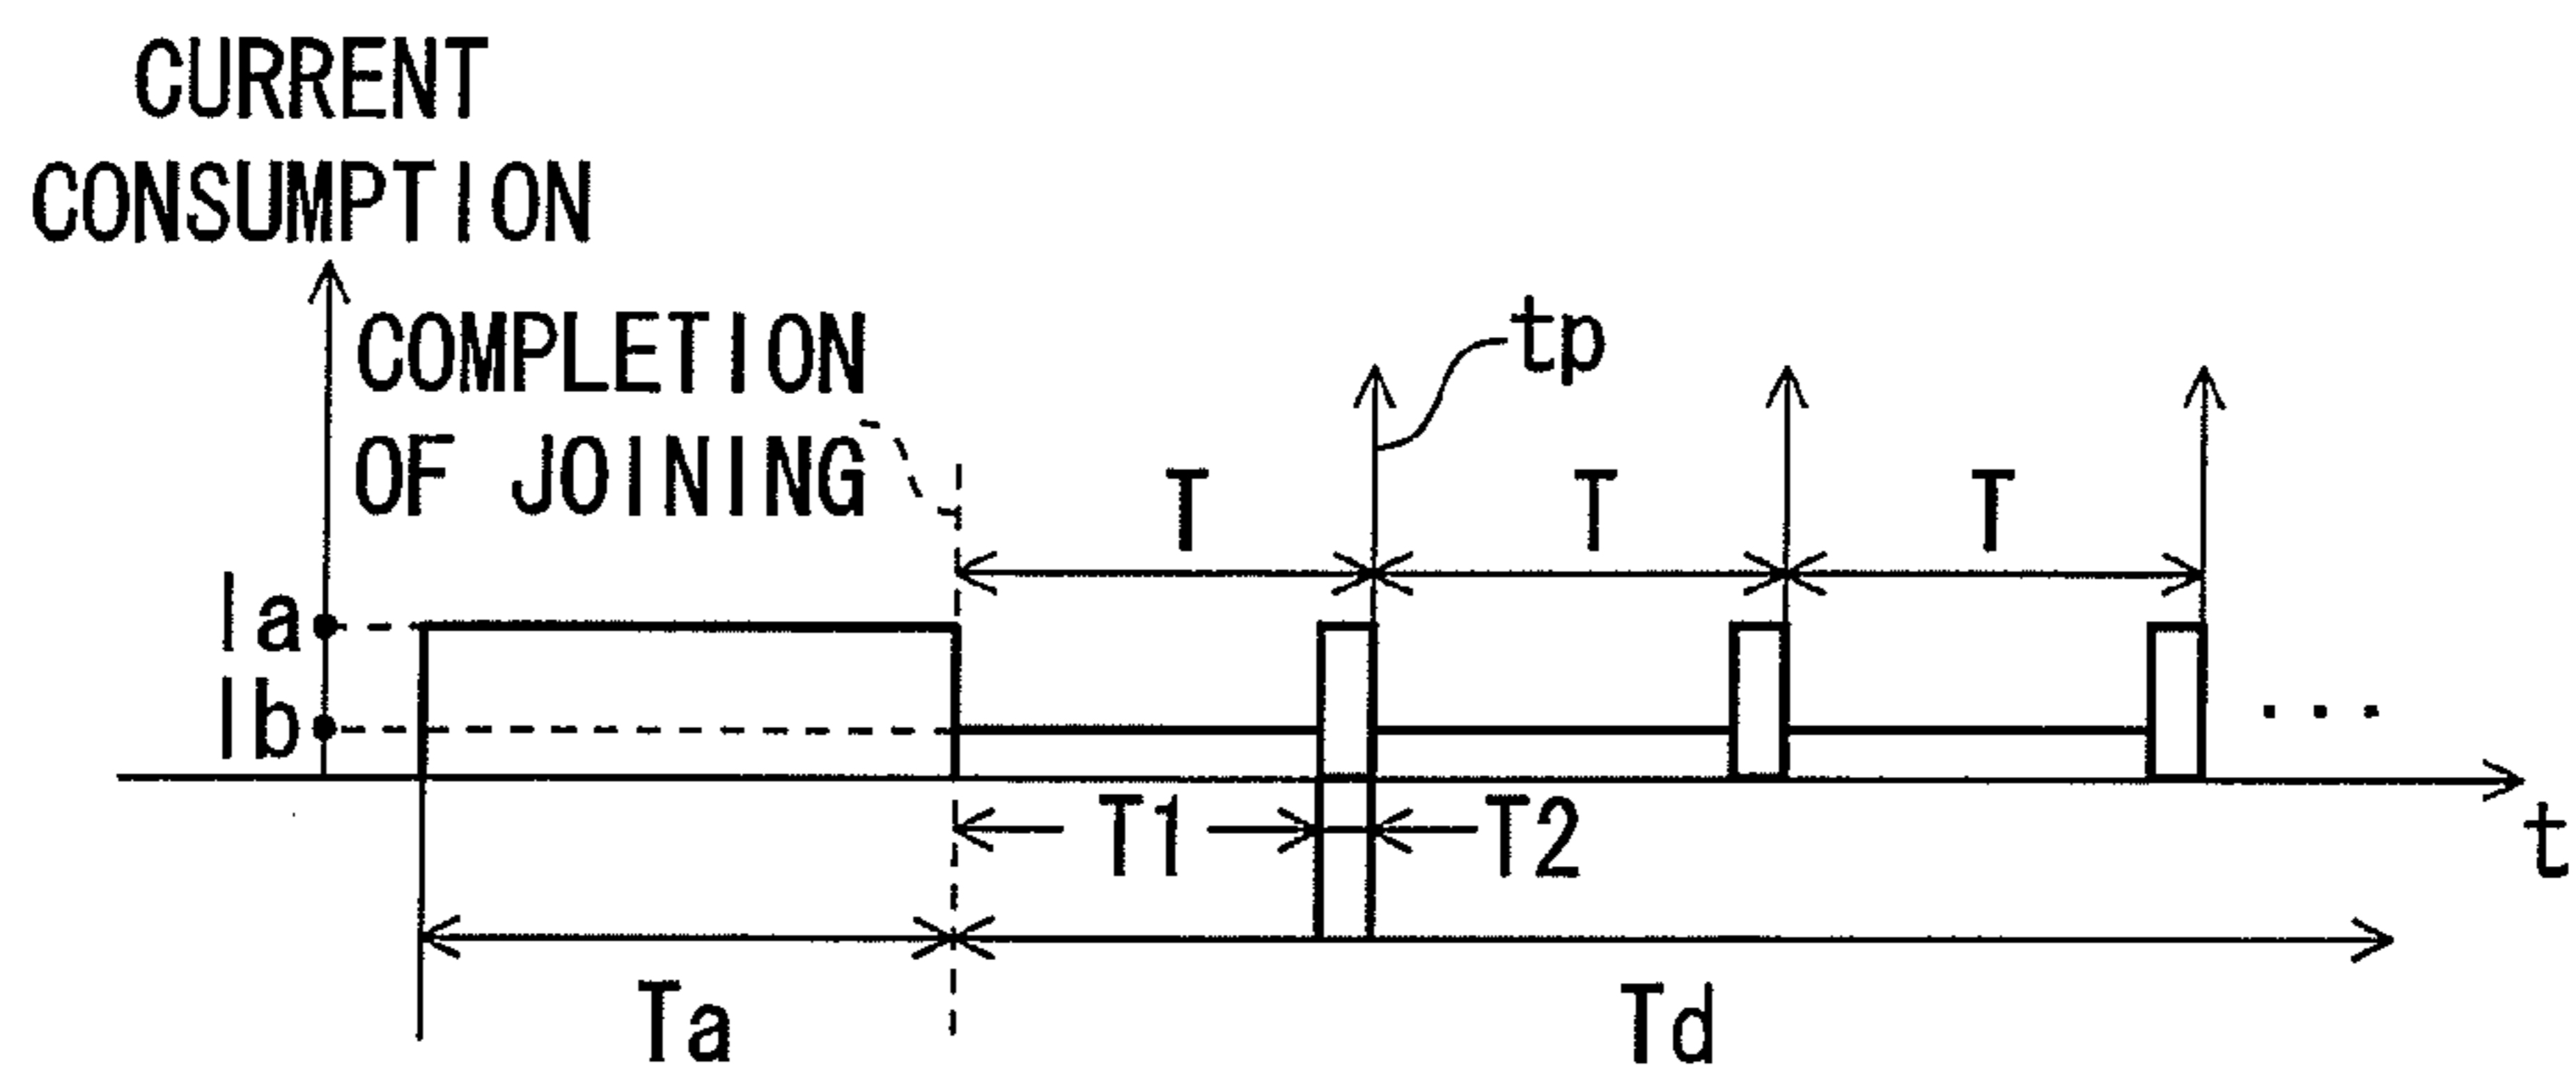 CURRENT
CONSUMPTION
COMPLETION
OF JOINING
tp
T T T
Ia
Ib
T1 T2
t
Ta Td